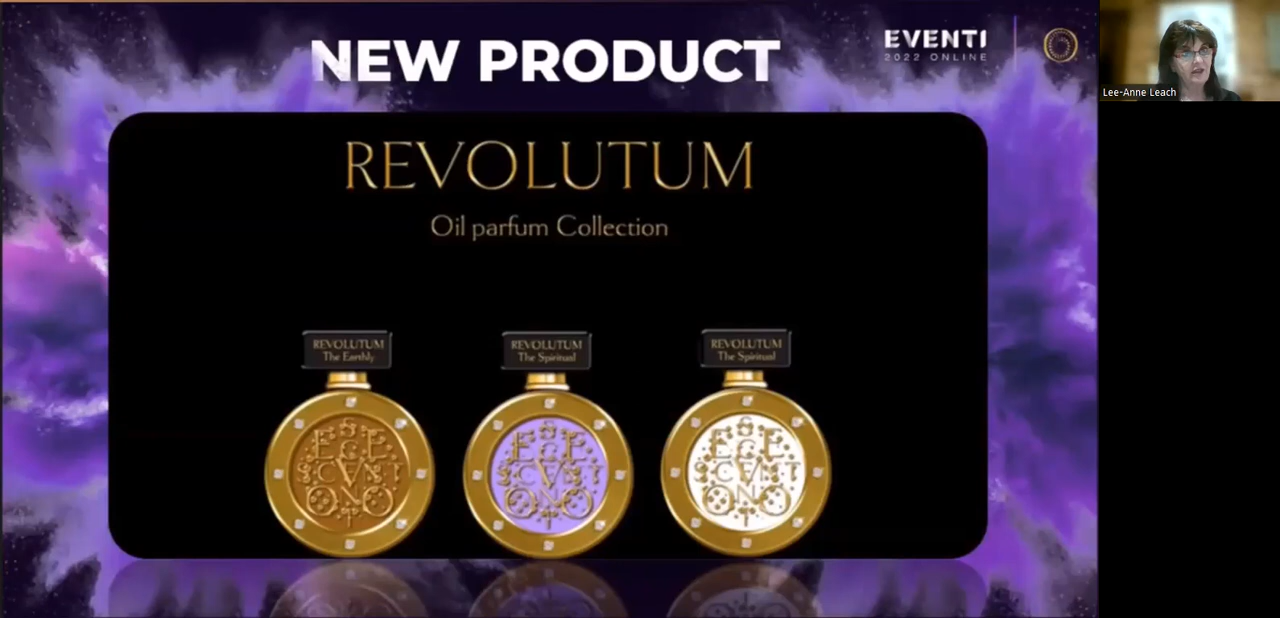 NEW PRODUCT
EVENTI
2022 ONLINE
Lee-Anne Leach
REVOLUTUM
Oil parfum Collection
REVOLUTUM
The Earthly
REVOLUTUM
The Spiritual
REVOLUTUM
The Spiritual